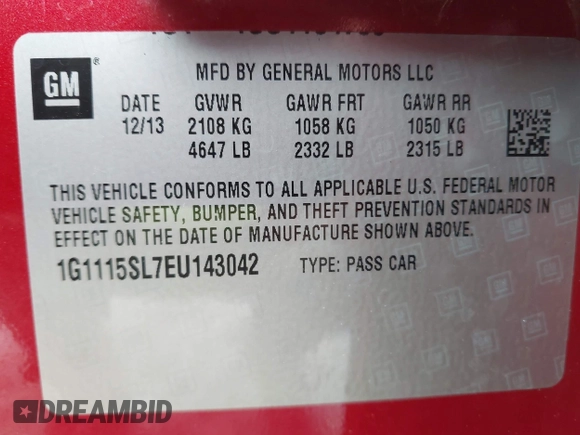 GM ®
MFD BY GENERAL MOTORS LLC
DATE GVWR GAWR FRT GAWR RR
12/13 2108 KG 1058 KG 1050 KG
4647 LB 2332 LB 2315 LB
THIS VEHICLE CONFORMS TO ALL APPLICABLE U.S. FEDERAL MOTOR
VEHICLE SAFETY, BUMPER, AND THEFT PREVENTION STANDARDS IN
EFFECT ON THE DATE OF MANUFACTURE SHOWN ABOVE.
1G1115SL7EU143042 TYPE: PASS CAR
DREAMBID